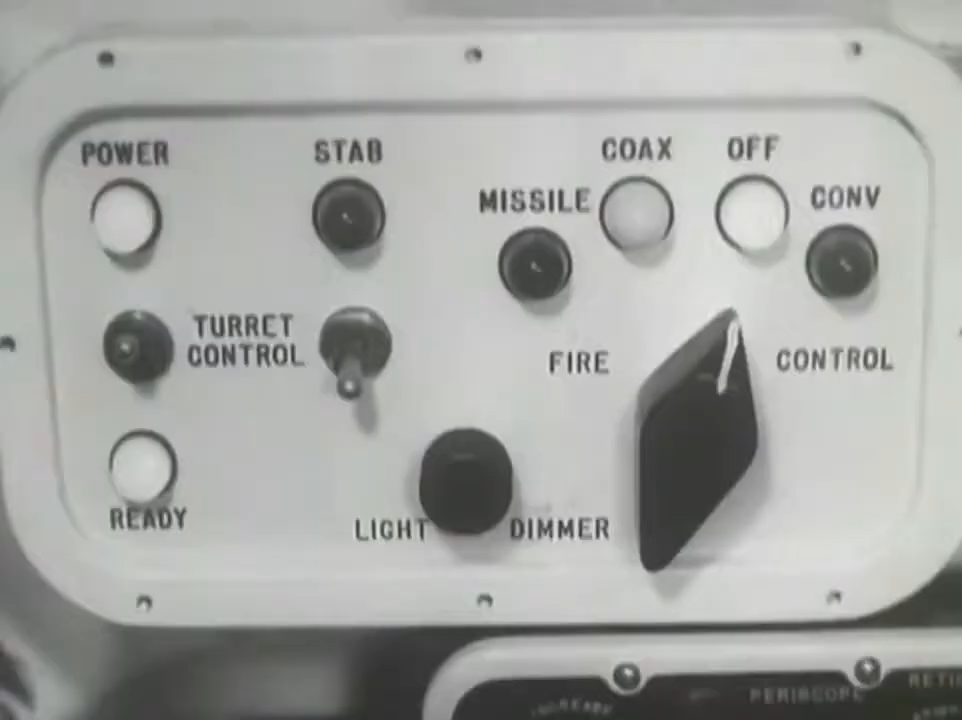 POWER
STAB
COAX
OFF
MISSILE
CONV
TURRET
CONTROL
FIRE
CONTROL
READY
LIGHT
DIMMER
PERISCOPE